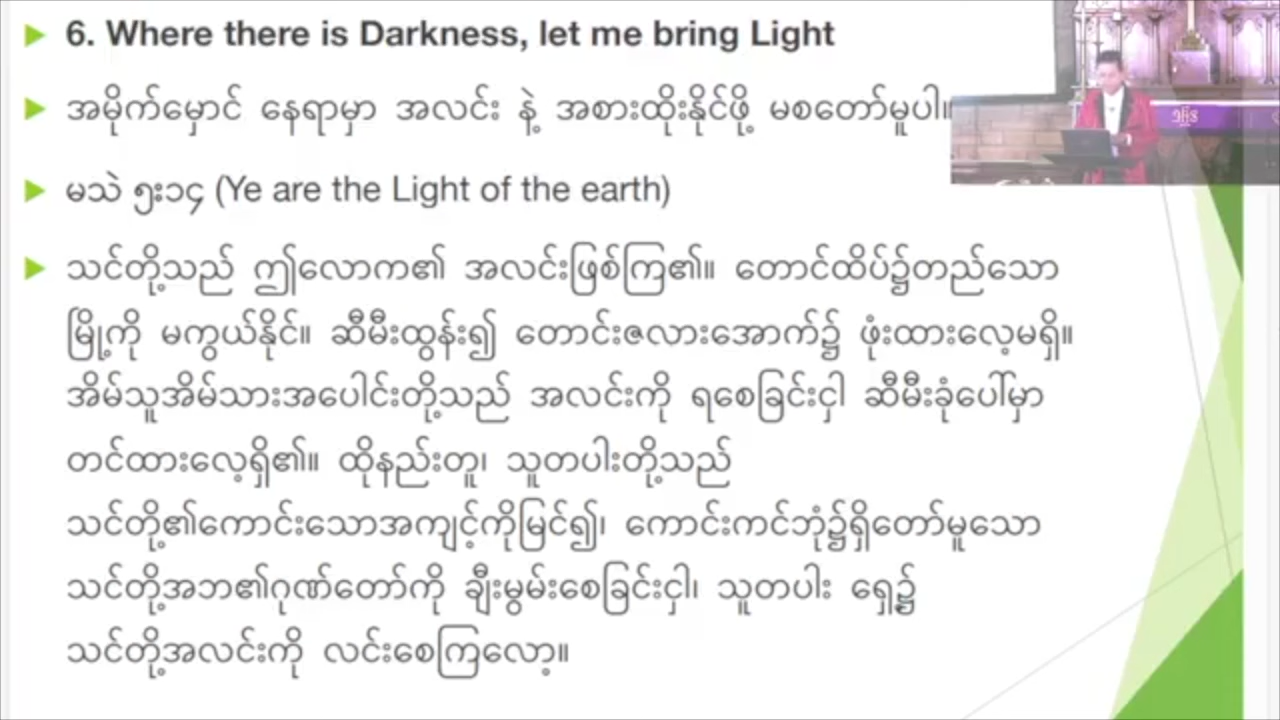 6. Where there is Darkness, let me bring Light
အမိုက်မှောင် နေရာမှာ အလင်း နဲ့ အစားထိုးနိုင်ဖို့ မစတော်မူပါ။
မသဲ ၅း၁၄ (Ye are the Light of the earth)
သင်တို့သည် ဤလောက၏ အလင်းဖြစ်ကြ၏။ တောင်ထိပ်၌တည်သော
မြို့ကို မကွယ်နိုင်။ ဆီမီးထွန်း၍ တောင်းဇလားအောက်၌ ဖုံးထားလေ့မရှိ။
အိမ်သူအိမ်သားအပေါင်းတို့သည် အလင်းကို ရစေခြင်းငှါ ဆီမီးခုံပေါ်မှာ
တင်ထားလေ့ရှိ၏။ ထိုနည်းတူ၊ သူတပါးတို့သည်
သင်တို့၏ကောင်းသောအကျင့်ကိုမြင်၍၊ ကောင်းကင်ဘုံ၌ရှိတော်မူသော
သင်တို့အဘ၏ဂုဏ်တော်ကို ချီးမွမ်းစေခြင်းငှါ၊ သူတပါး ရှေ့၌
သင်တို့အလင်းကို လင်းစေကြလော့။
IHS